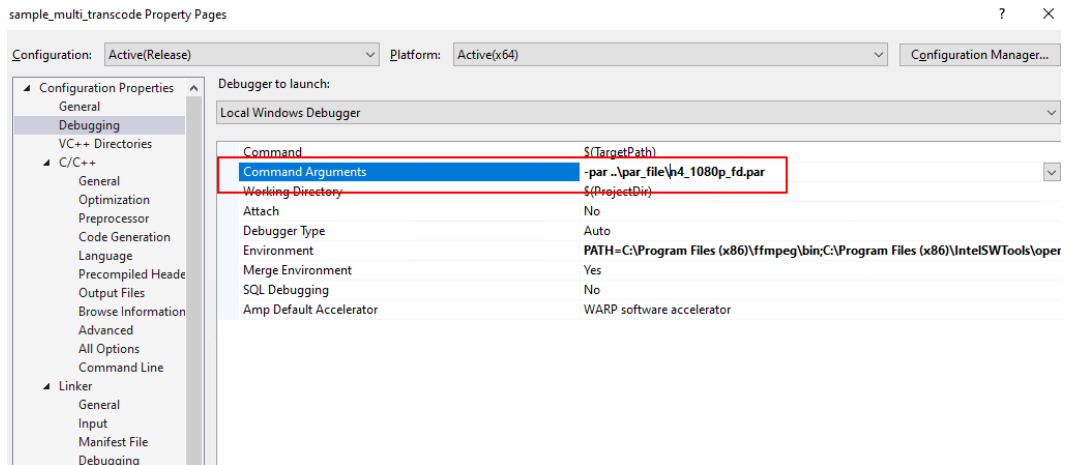 sample_multi_transcode Property Pages
Configuration: Active(Release) Platform: Active(x64) Configuration Manager...
Configuration Properties
General
Debugging
VC++ Directories
C/C++
General
Optimization
Preprocessor
Code Generation
Language
Precompiled Heade
Output Files
Browse Information
Advanced
All Options
Command Line
Linker
General
Input
Manifest File
Debugging
Debugger to launch:
Local Windows Debugger
Command $(TargetPath)
Command Arguments -par ..\par_file\n4_1080p_fd.par
Working Directory $(ProjectDir)
Attach No
Debugger Type Auto
Environment PATH=C:\Program Files (x86)\ffmpeg\bin;C:\Program Files (x86)\IntelSWTools\oper
Merge Environment Yes
SQL Debugging No
Amp Default Accelerator WARP software accelerator